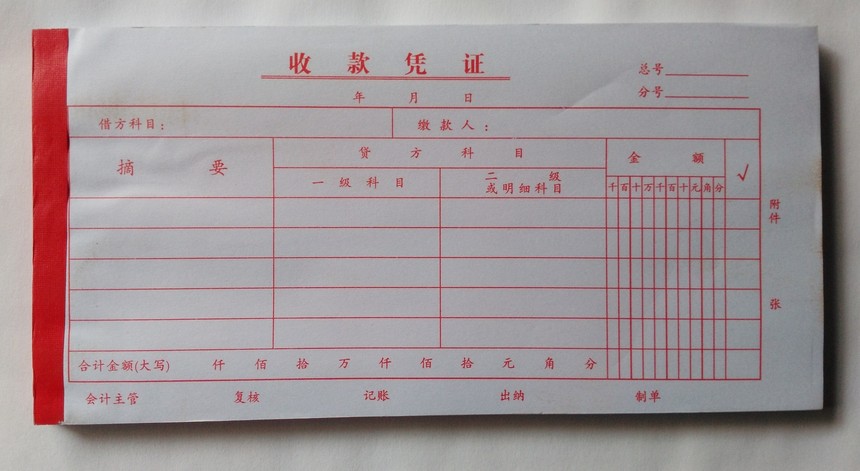 收款凭证
总号
年 月 日
分号
借方科目：
缴款人：
摘要
贷方科目
金额
√
一级科目
二级
或明细科目
千百十万千百十元角分
附件
张
合计金额(大写) 仟 佰 拾 万 仟 佰 拾 元 角 分
会计主管 复核 记账 出纳 制单